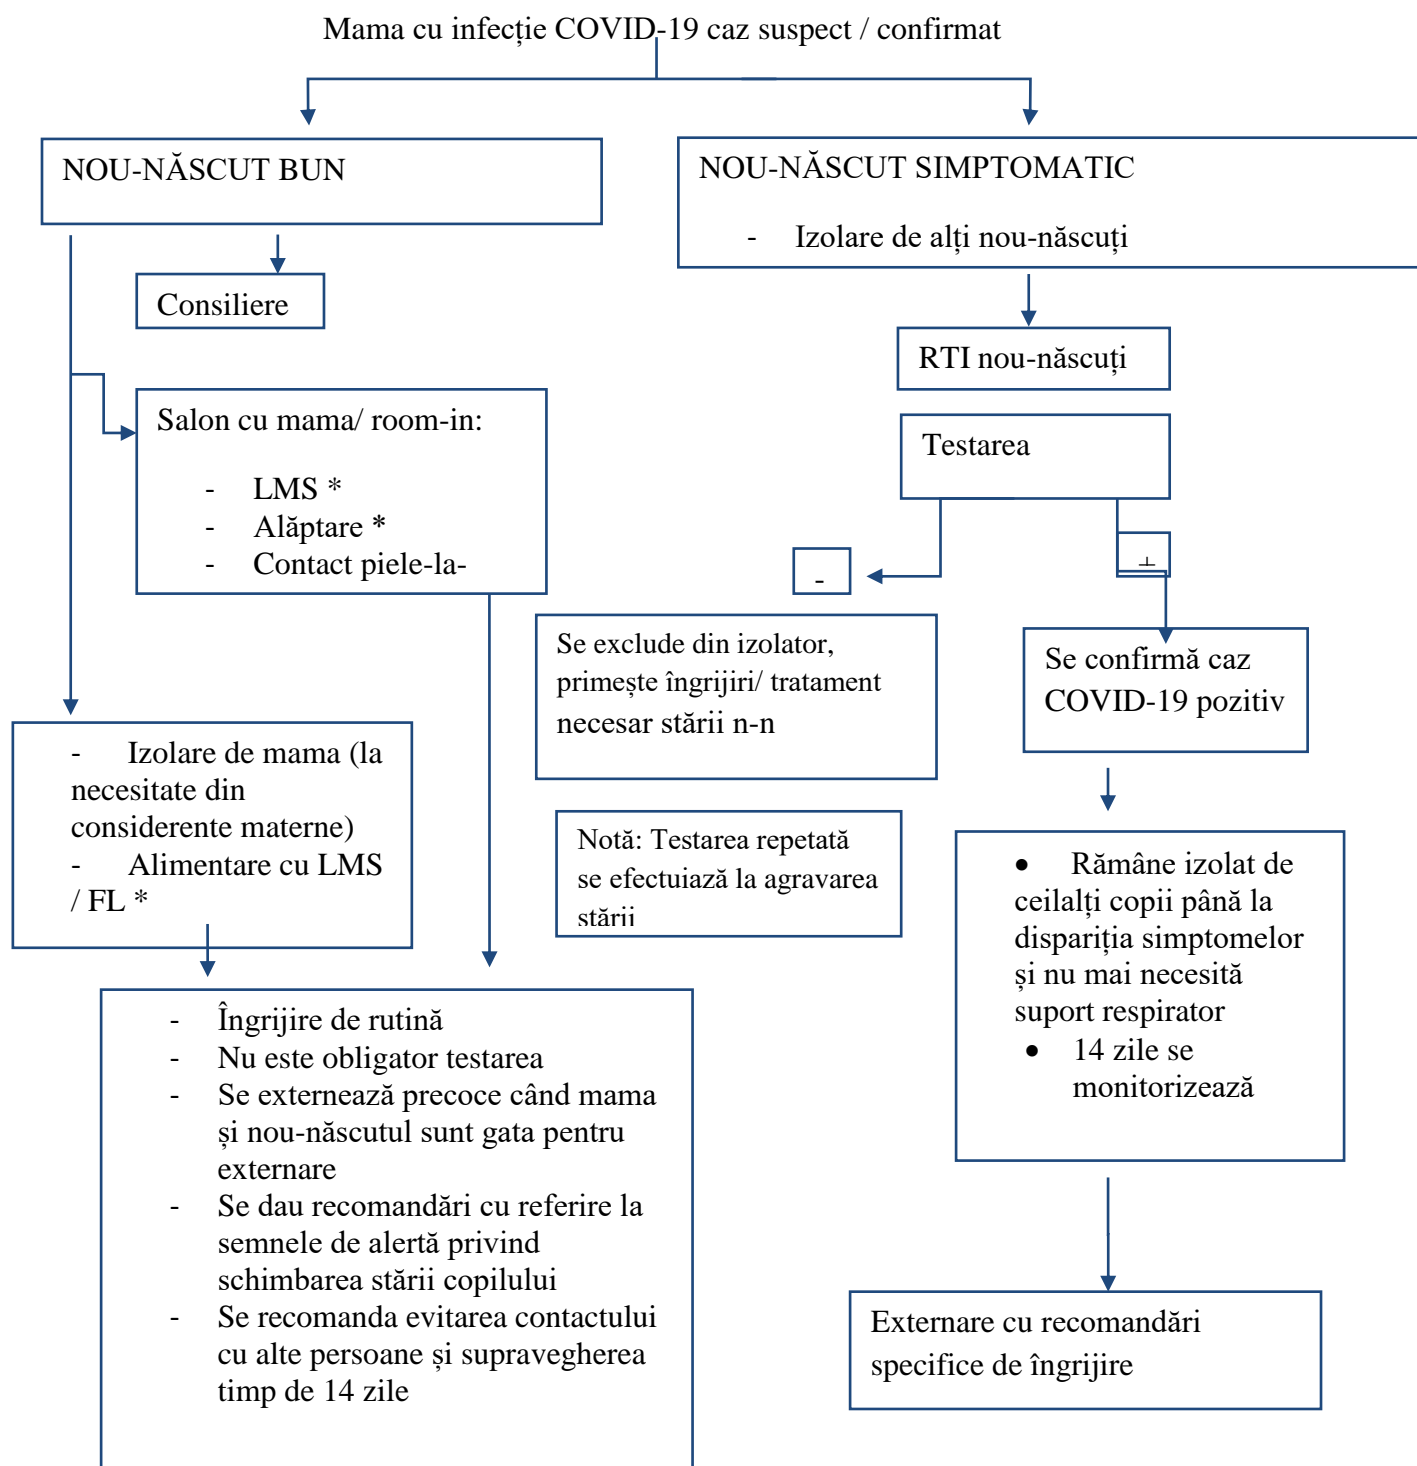 Mama cu infecție COVID-19 caz suspect / confirmat
NOU-NĂSCUT BUN
Consiliere
Salon cu mama/ room-in:
- LMS *
- Alăptare *
- Contact piele-la-
- Izolare de mama (la
necesitate din
considerente materne)
- Alimentare cu LMS
/ FL *
- Îngrijire de rutină
- Nu este obligator testarea
- Se externează precoce când mama
și nou-născutul sunt gata pentru
externare
- Se dau recomandări cu referire la
semnele de alertă privind
schimbarea stării copilului
- Se recomanda evitarea contactului
cu alte persoane și supravegherea
timp de 14 zile
NOU-NĂSCUT SIMPTOMATIC
- Izolare de alți nou-născuți
RTI nou-născuți
Testarea
-
+
Se exclude din izolator,
primește îngrijiri/ tratament
necesar stării n-n
Notă: Testarea repetată
se efectuiază la agravarea
stării
Se confirmă caz
COVID-19 pozitiv
• Rămâne izolat de
ceilalți copii până la
dispariția simptomelor
și nu mai necesită
suport respirator
• 14 zile se
monitorizează
Externare cu recomandări
specifice de îngrijire